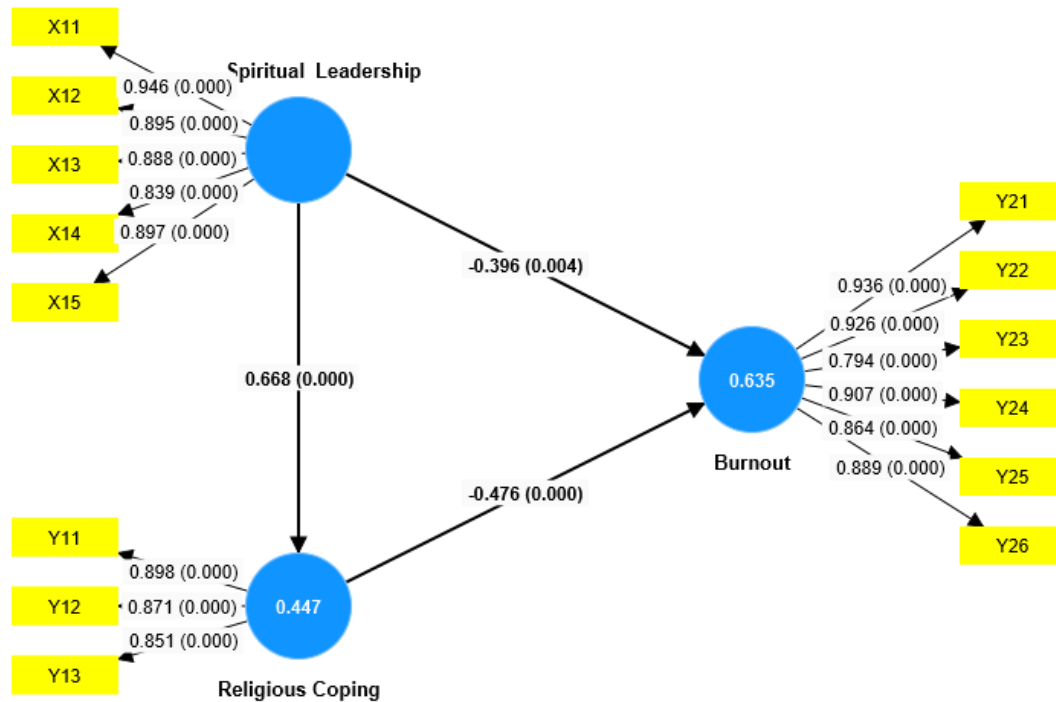 X11
X12
X13
X14
X15
0.946 (0.000)
0.895 (0.000)
0.888 (0.000)
0.839 (0.000)
0.897 (0.000)
Spiritual Leadership
-0.396 (0.004)
0.668 (0.000)
-0.476 (0.000)
Y11
Y12
Y13
0.898 (0.000)
0.871 (0.000)
0.851 (0.000)
0.447
Religious Coping
0.635
Burnout
0.936 (0.000)
0.926 (0.000)
0.794 (0.000)
0.907 (0.000)
0.864 (0.000)
0.889 (0.000)
Y21
Y22
Y23
Y24
Y25
Y26